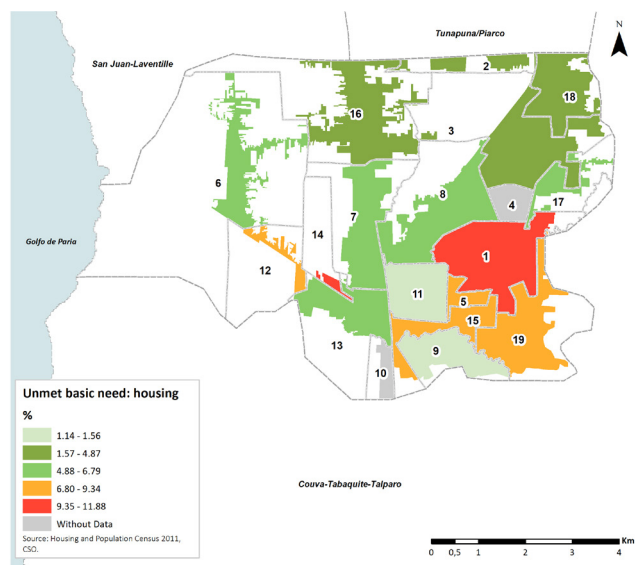 Tunapuna/Piarco
N
San Juan-Laventille
2
18
16
3
6
8
17
4
7
14
1
12
11
5
15
19
13
9
10
Golfo de Paria
Unmet basic need: housing
%
1.14 - 1.56
1.57 - 4.87
4.88 - 6.79
6.80 - 9.34
9.35 - 11.88
Without Data
Source: Housing and Population Census 2011,
CSO.
Couva-Tabaquite-Talparo
Km
0 0,5 1 2 3 4